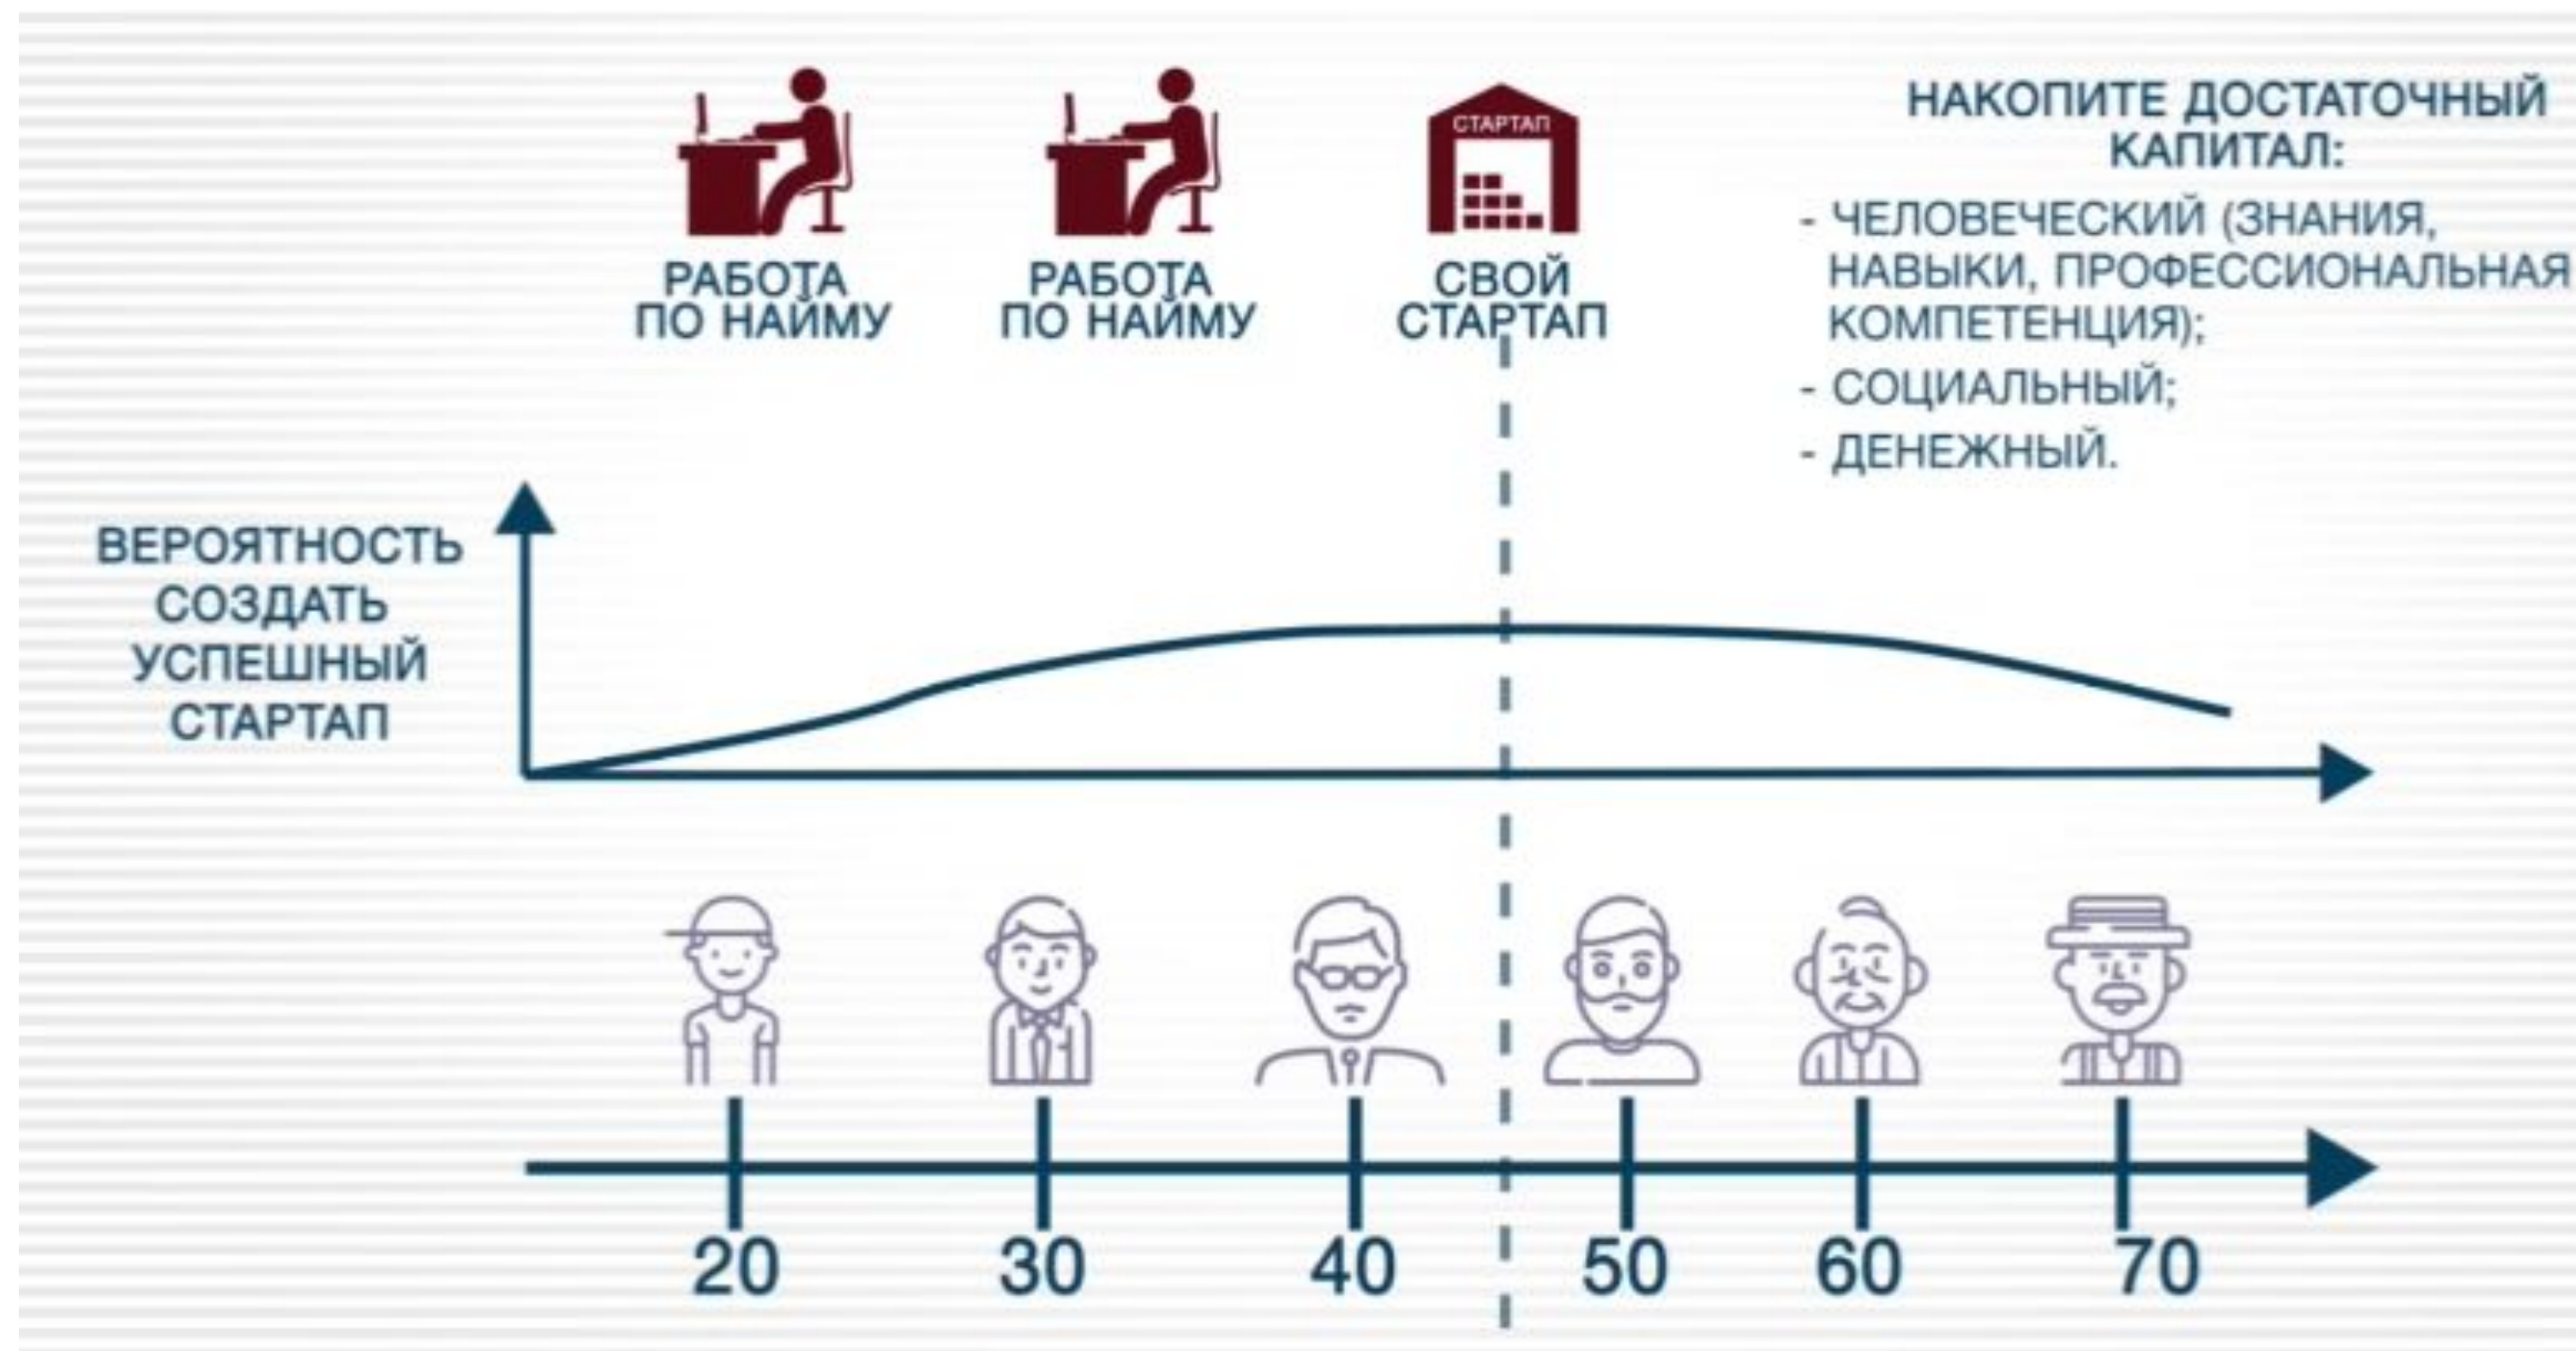 СТАРТАП
РАБОТА
ПО НАЙМУ
РАБОТА
ПО НАЙМУ
СВОЙ
СТАРТАП
НАКОПИТЕ ДОСТАТОЧНЫЙ
КАПИТАЛ:
- ЧЕЛОВЕЧЕСКИЙ (ЗНАНИЯ,
НАВЫКИ, ПРОФЕССИОНАЛЬНАЯ
КОМПЕТЕНЦИЯ);
- СОЦИАЛЬНЫЙ;
- ДЕНЕЖНЫЙ.
ВЕРОЯТНОСТЬ
СОЗДАТЬ
УСПЕШНЫЙ
СТАРТАП
20 30 40 50 60 70